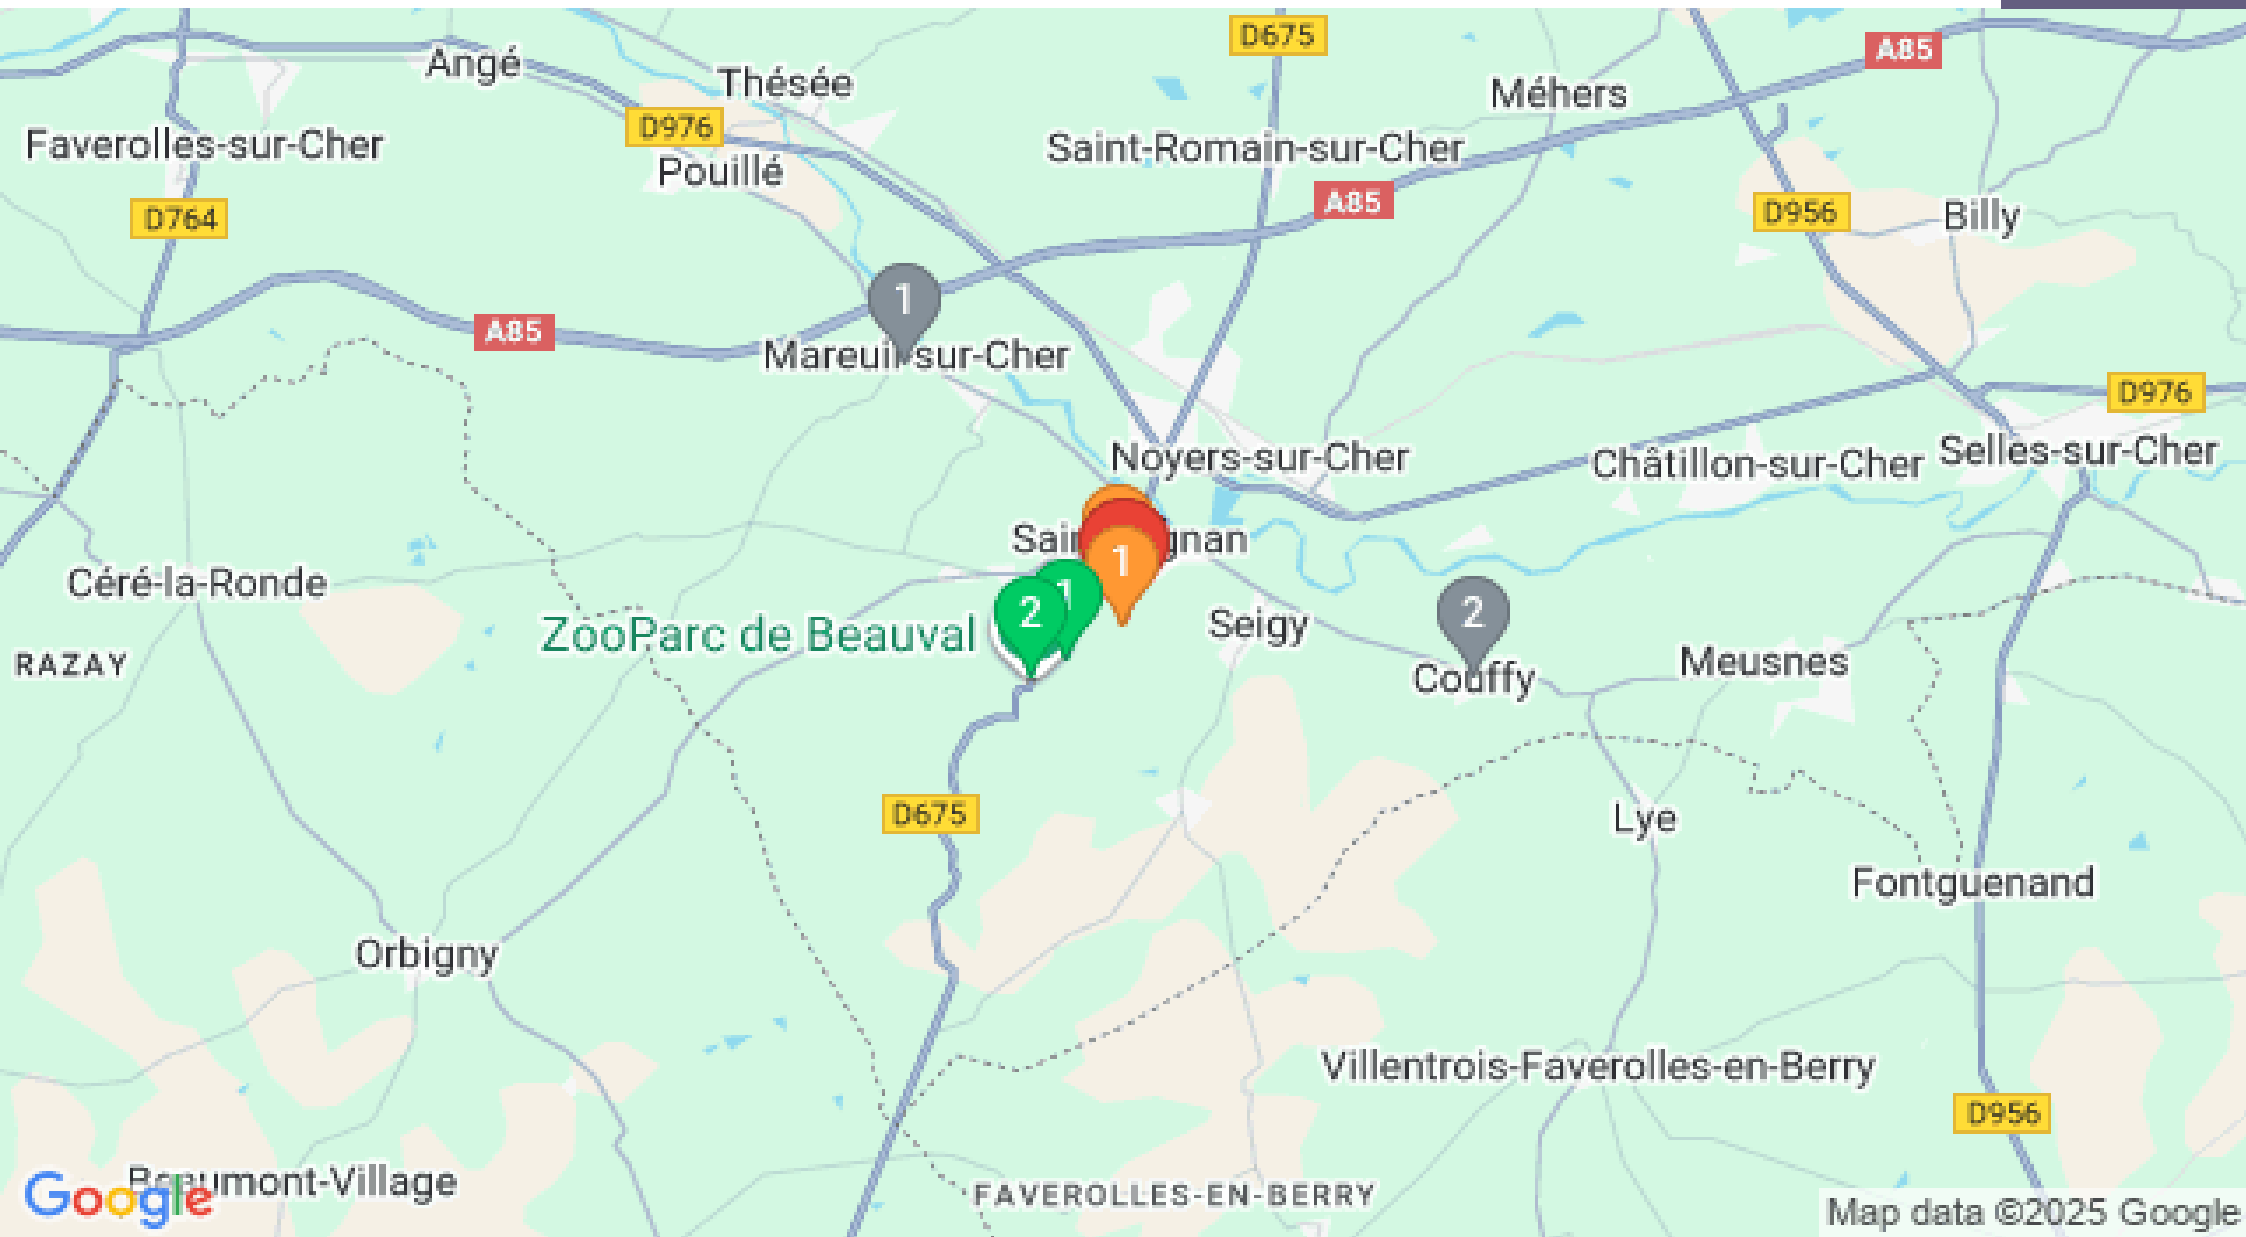 D675
A85
Angé
Thésée
Méhers
D976
Faverolles-sur-Cher
Saint-Romain-sur-Cher
Pouillé
A85
D764
D956
Billy
1
A85
Mareuil-sur-Cher
D976
Noyers-sur-Cher
Châtillon-sur-Cher
Selles-sur-Cher
Sain
gnan
1
Céré-la-Ronde
1
2
2
ZooParc de Beauval
Seigy
RAZAY
Couffy
Meusnes
D675
Lye
Fontguenand
Orbigny
Villentrois-Faverolles-en-Berry
D956
Beaumont-Village
Google
FAVEROLLES-EN-BERRY
Map data ©2025 Google